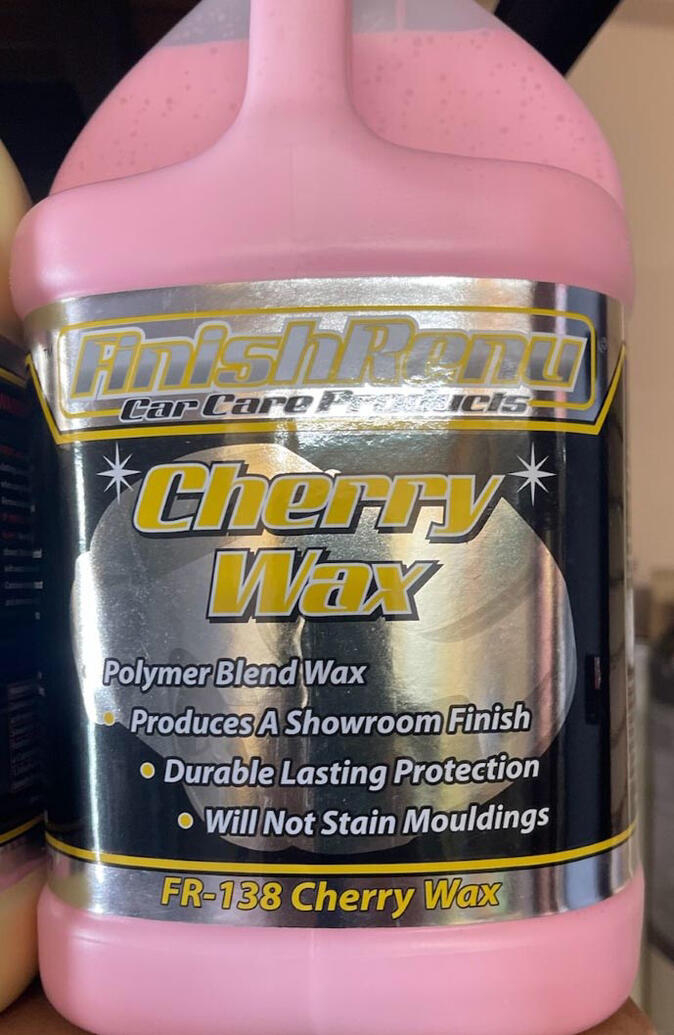 FinishRenu
Car Care Products
Cherry
Wax
Polymer Blend Wax
• Produces A Showroom Finish
• Durable Lasting Protection
• Will Not Stain Mouldings
FR-138 Cherry Wax